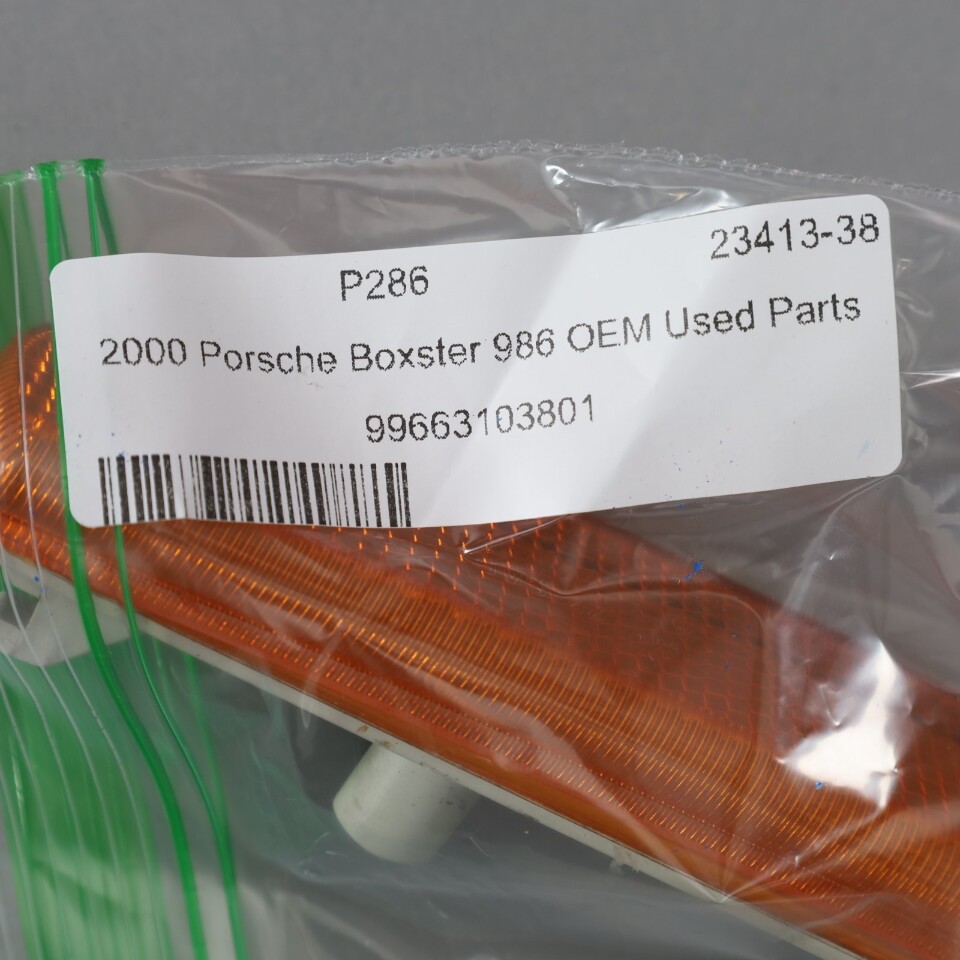 23413-38
P286
2000 Porsche Boxster 986 OEM Used Parts
99663103801